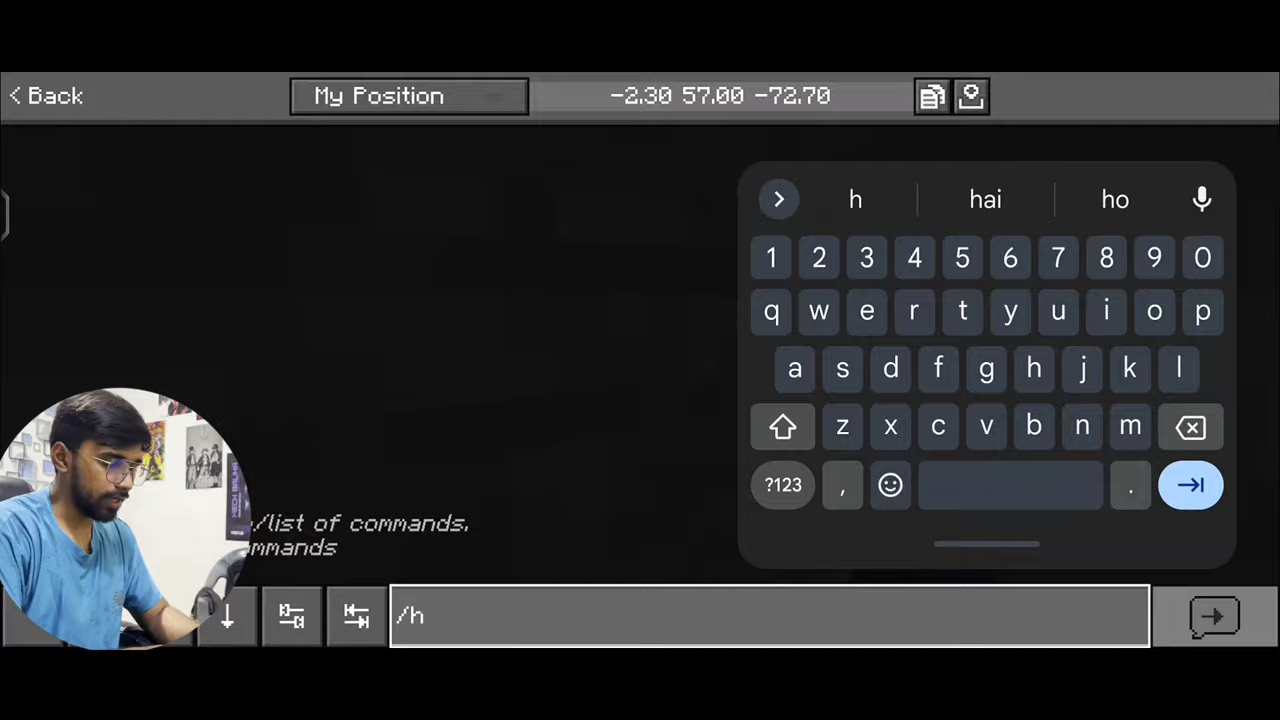 < Back
My Position
-2.30 57.00 -72.70
h hai ho
1 2 3 4 5 6 7 8 9 0
q w e r t y u i o p
a s d f g h j k l
z x c v b n m
?123 , .
/list of commands.
/h